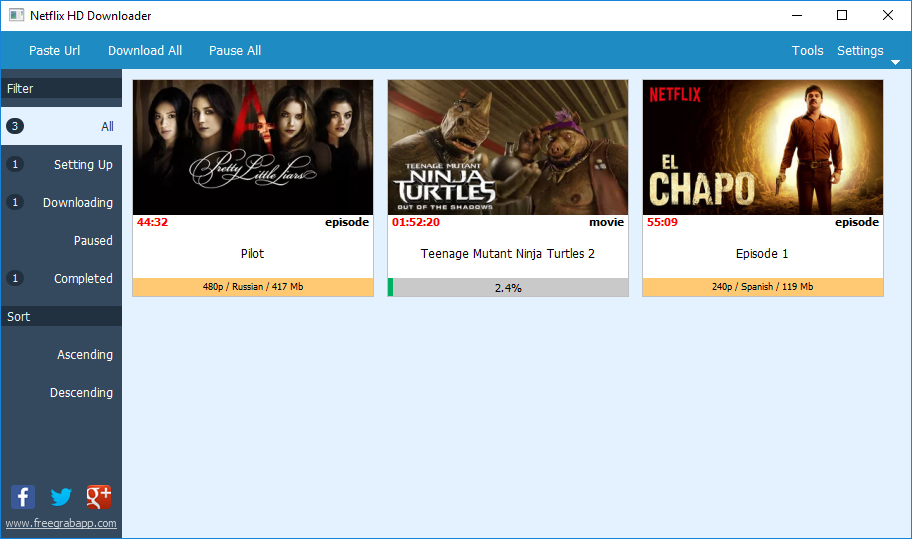 Netflix HD Downloader
Paste Url Download All Pause All Tools Settings
Filter
3 All
1 Setting Up
1 Downloading
Paused
1 Completed
Sort
Ascending
Descending
www.freegrabapp.com
Pretty Little Liars
44:32 episode
Pilot
480p / Russian / 417 Mb
TEENAGE MUTANT
NINJA
TURTLES
OUT OF THE SHADOWS
01:52:20 movie
Teenage Mutant Ninja Turtles 2
2.4%
NETFLIX
EL
CHAPO
55:09 episode
Episode 1
240p / Spanish / 119 Mb